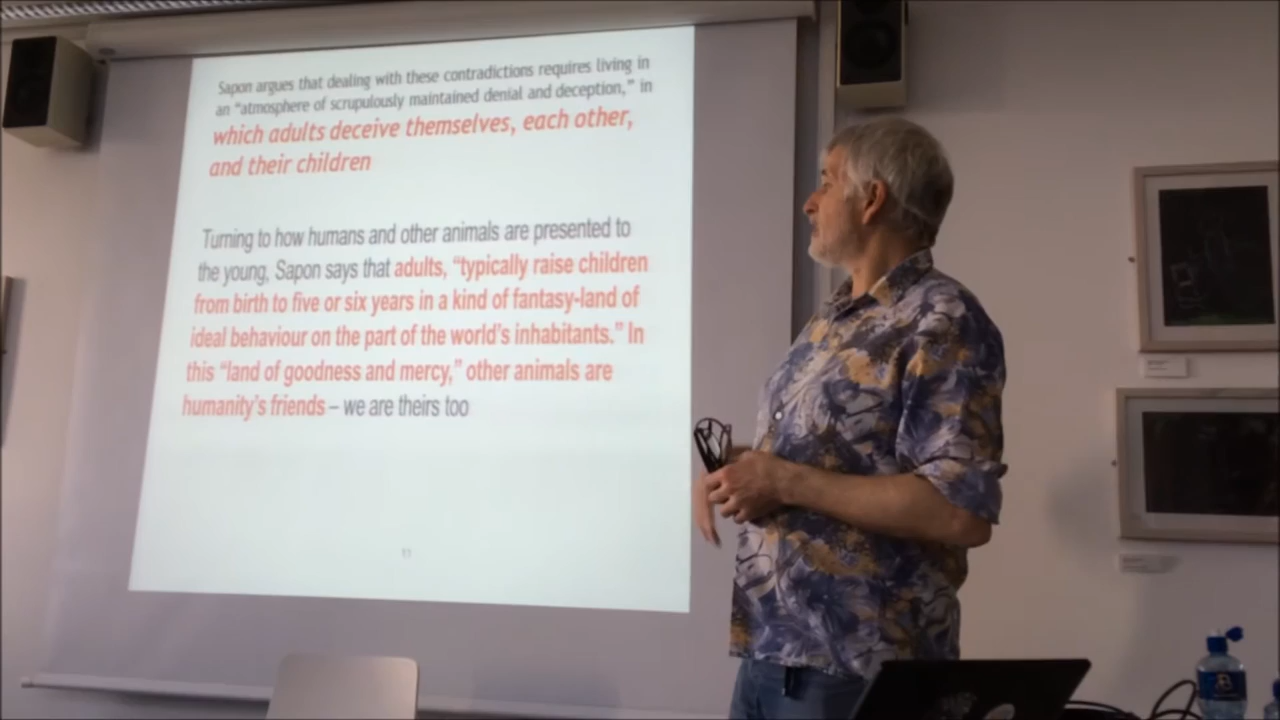 Sapon argues that dealing with these contradictions requires living in
an “atmosphere of scrupulously maintained denial and deception,” in
which adults deceive themselves, each other,
and their children
Turning to how humans and other animals are presented to
the young, Sapon says that adults, “typically raise children
from birth to five or six years in a kind of fantasy-land of
ideal behaviour on the part of the world’s inhabitants.” In
this “land of goodness and mercy,” other animals are
humanity’s friends – we are theirs too